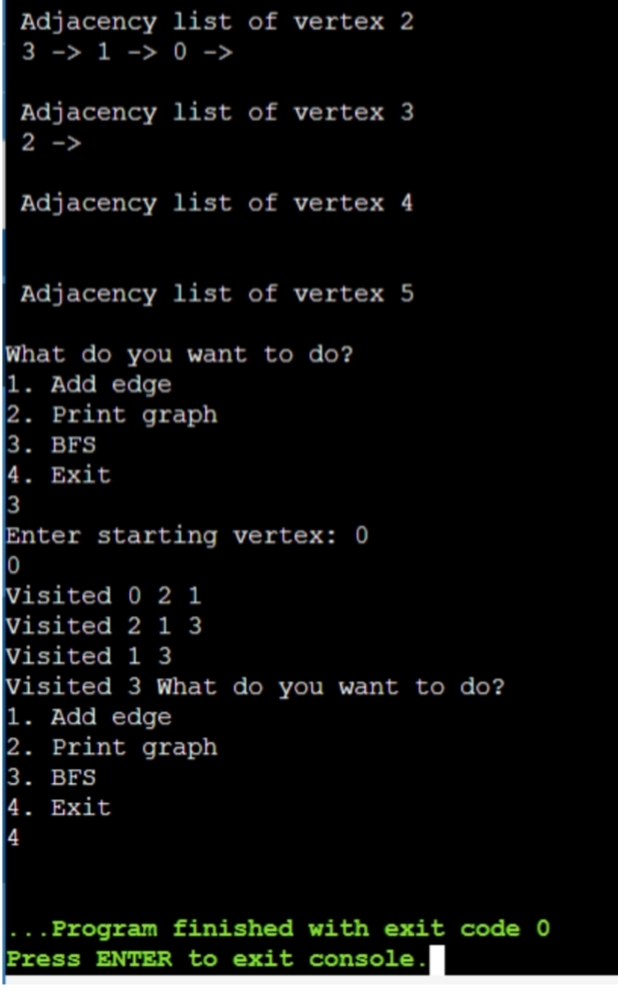 Adjacency list of vertex 2
3 -> 1 -> 0 ->
Adjacency list of vertex 3
2 ->
Adjacency list of vertex 4
Adjacency list of vertex 5
What do you want to do?
1. Add edge
2. Print graph
3. BFS
4. Exit
3
Enter starting vertex: 0
0
Visited 0 2 1
Visited 2 1 3
Visited 1 3
Visited 3 What do you want to do?
1. Add edge
2. Print graph
3. BFS
4. Exit
4
...Program finished with exit code 0
Press ENTER to exit console.